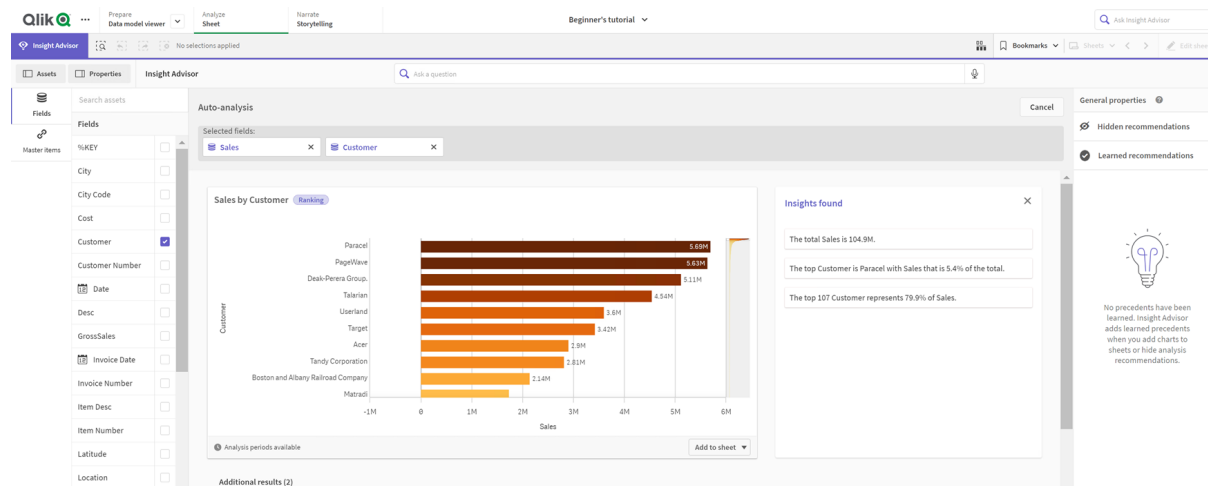 Qlik
Prepare
Data model viewer
Analyze
Sheet
Narrate
Storytelling
Beginner's tutorial
Ask Insight Advisor
Insight Advisor
No selections applied
Bookmarks
Sheets
Edit shee
Assets
Properties
Insight Advisor
Ask a question
Fields
Master items
Search assets
Fields
%KEY
City
City Code
Cost
Customer
Customer Number
Date
Desc
GrossSales
Invoice Date
Invoice Number
Item Desc
Item Number
Latitude
Location
Auto-analysis
Cancel
Selected fields:
Sales
Customer
Sales by Customer
Ranking
Customer
Paracel
5.69M
PageWave
5.63M
Deak-Perera Group.
5.11M
Talarian
4.54M
Userland
3.6M
Target
3.42M
Acer
2.9M
Tandy Corporation
2.81M
Boston and Albany Railroad Company
2.14M
Matradi
-1M 0 1M 2M 3M 4M 5M 6M
Sales
Analysis periods available
Add to sheet
Additional results (2)
Insights found
The total Sales is 104.9M.
The top Customer is Paracel with Sales that is 5.4% of the total.
The top 107 Customer represents 79.9% of Sales.
General properties
Hidden recommendations
Learned recommendations
No precedents have been
learned. Insight Advisor
adds learned precedents
when you add charts to
sheets or hide analysis
recommendations.